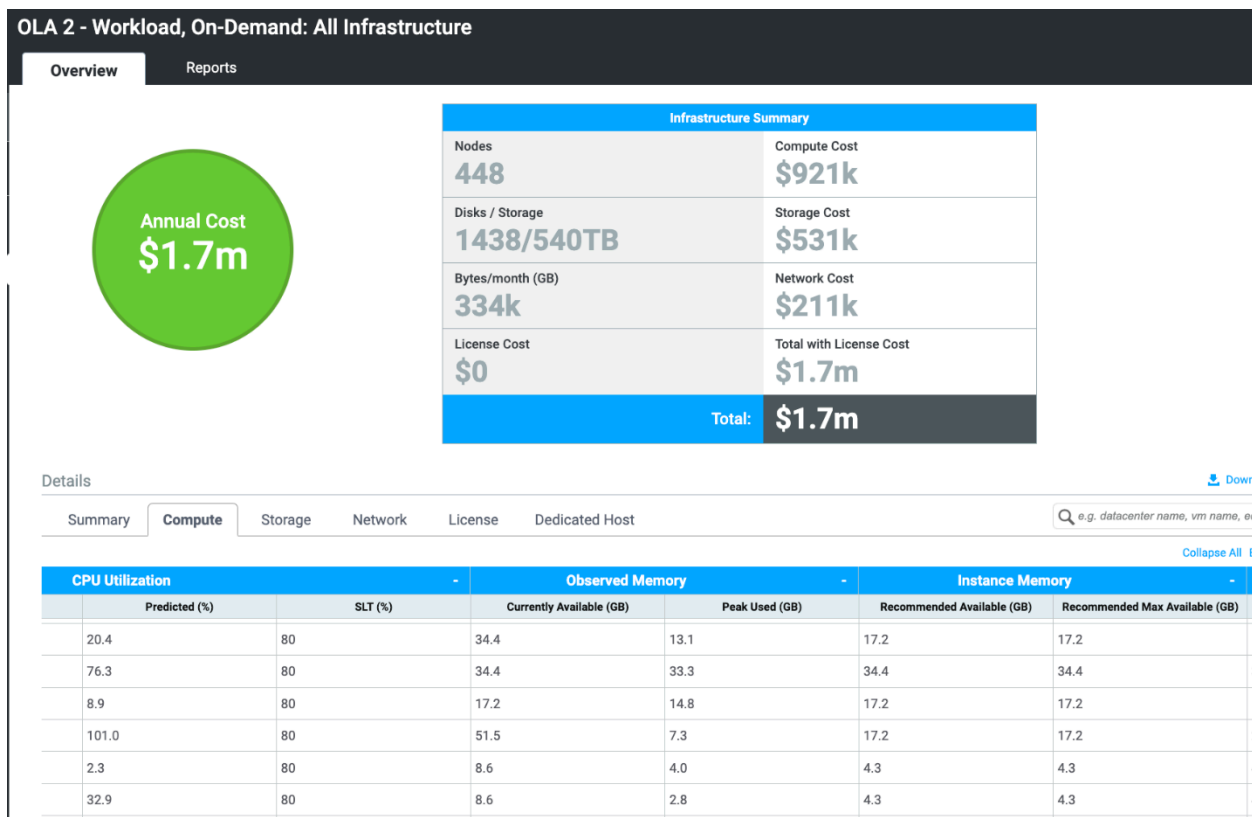 OLA 2 - Workload, On-Demand: All Infrastructure
Overview Reports
Annual Cost
$1.7m
Infrastructure Summary
Nodes Compute Cost
448 $921k
Disks / Storage Storage Cost
1438/540TB $531k
Bytes/month (GB) Network Cost
334k $211k
License Cost Total with License Cost
$0 $1.7m
Total: $1.7m
Details
Summary Compute Storage Network License Dedicated Host
e.g. datacenter name, vm name,
Collapse All
CPU Utilization - Observed Memory - Instance Memory -
Predicted (%) SLT (%) Currently Available (GB) Peak Used (GB) Recommended Available (GB) Recommended Max Available (GB)
20.4 80 34.4 13.1 17.2 17.2
76.3 80 34.4 33.3 34.4 34.4
8.9 80 17.2 14.8 17.2 17.2
101.0 80 51.5 7.3 17.2 17.2
2.3 80 8.6 4.0 4.3 4.3
32.9 80 8.6 2.8 4.3 4.3